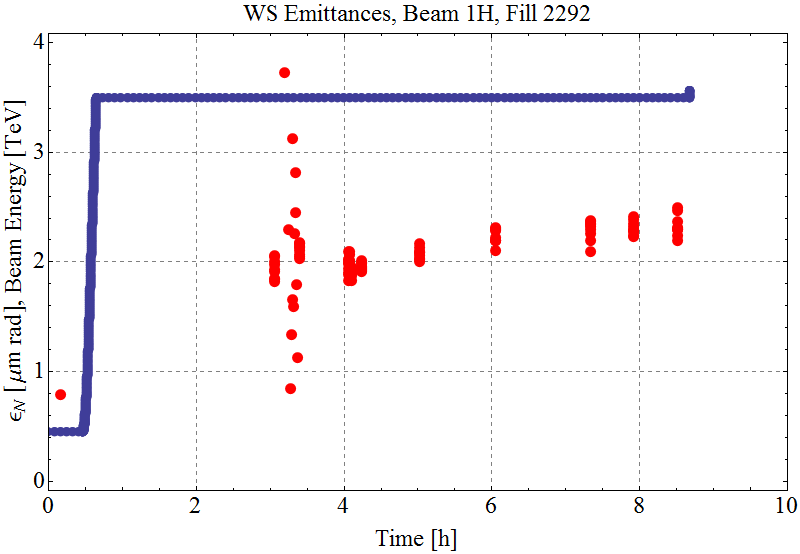 WS Emittances, Beam 1H, Fill 2292
ϵN [μm rad], Beam Energy [TeV]
4
3
2
1
0
0 2 4 6 8 10
Time [h]